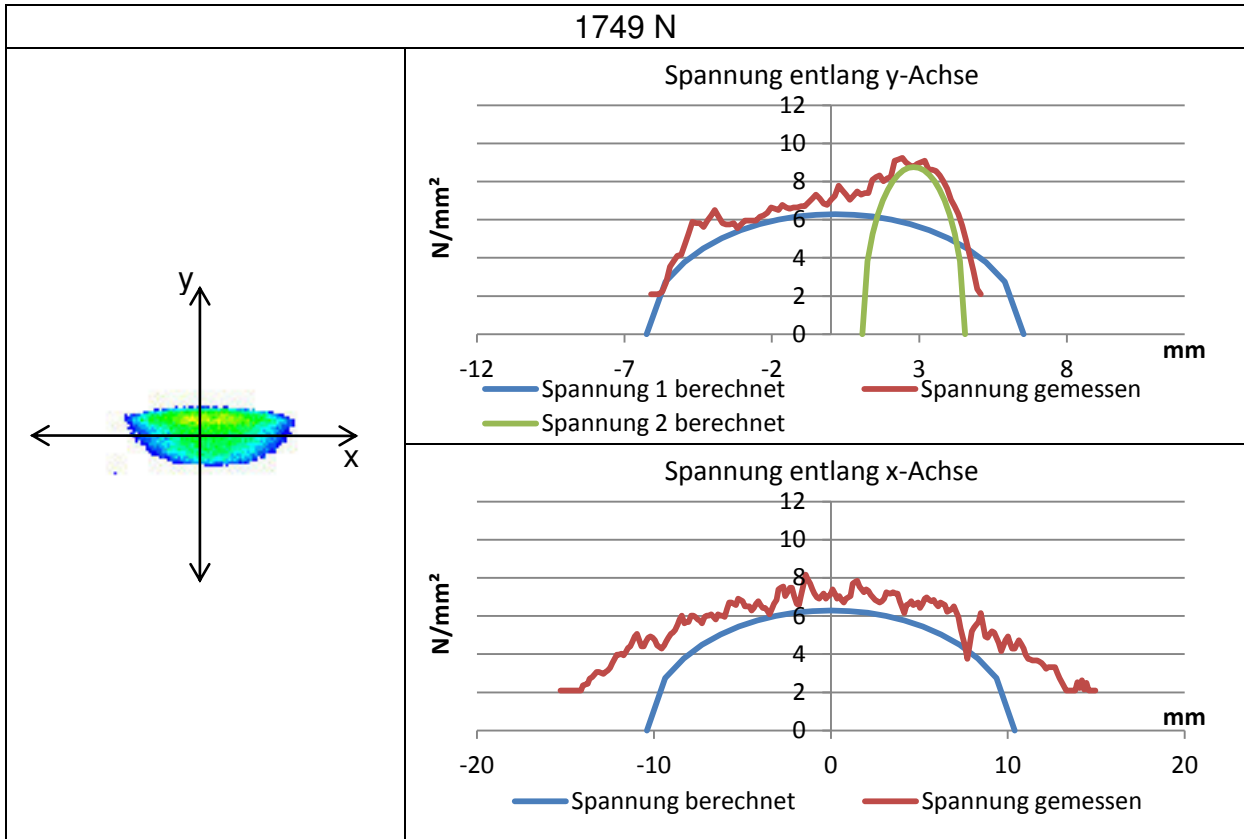 1749 N
y
x
Spannung entlang y-Achse
N/mm²
12
10
8
6
4
2
0
-12 -7 -2 3 8
mm
Spannung 1 berechnet Spannung gemessen
Spannung 2 berechnet
Spannung entlang x-Achse
N/mm²
12
10
8
6
4
2
0
mm
-20 -10 0 10 20
Spannung berechnet Spannung gemessen